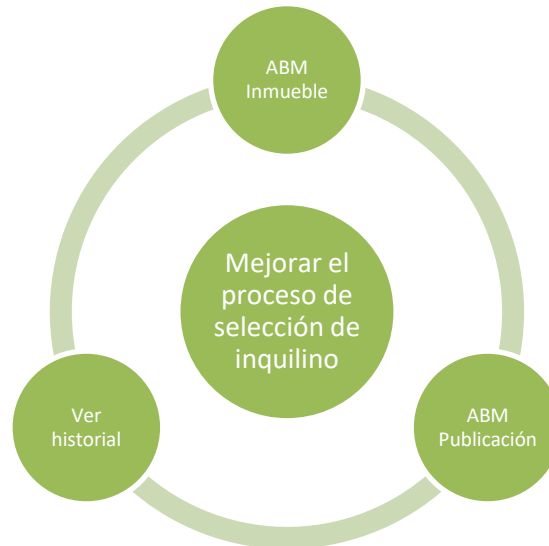 ABM
Inmueble
Mejorar el
proceso de
selección de
inquilino
Ver
historial
ABM
Publicación